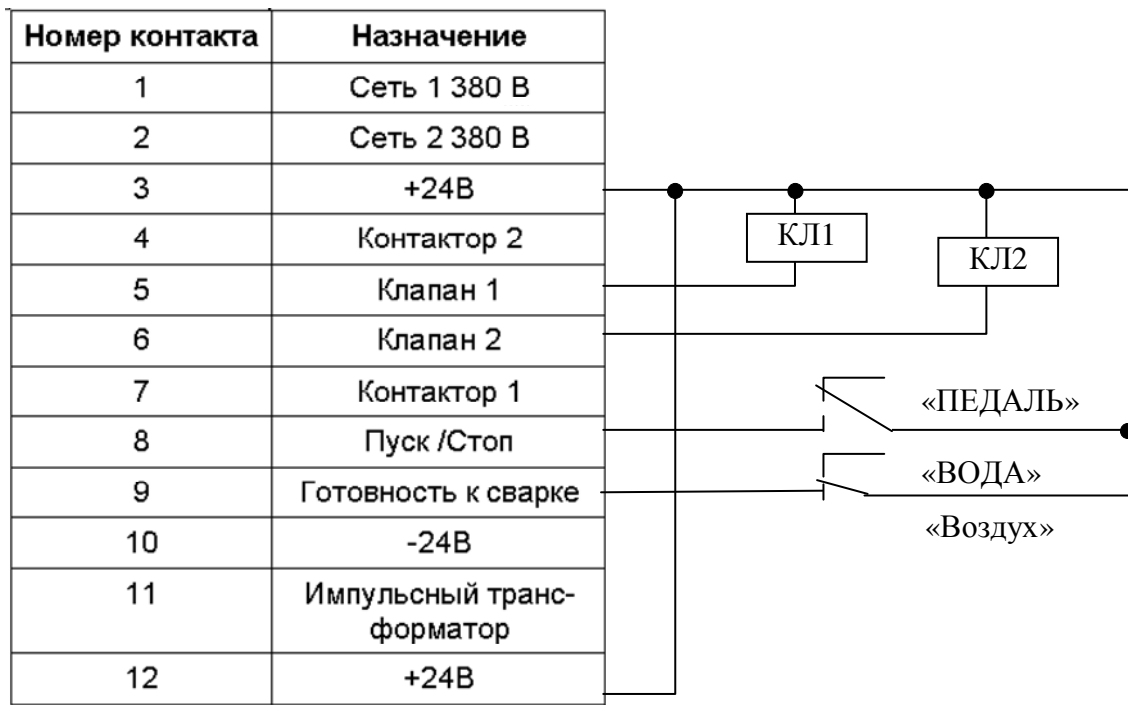 Номер контакта Назначение
1 Сеть 1 380 В
2 Сеть 2 380 В
3 +24В
4 Контактор 2
КЛ1
КЛ2
5 Клапан 1
6 Клапан 2
7 Контактор 1
«ПЕДАЛЬ»
8 Пуск /Стоп
«ВОДА»
9 Готовность к сварке
«Воздух»
10 -24В
11 Импульсный транс-
форматор
12 +24В